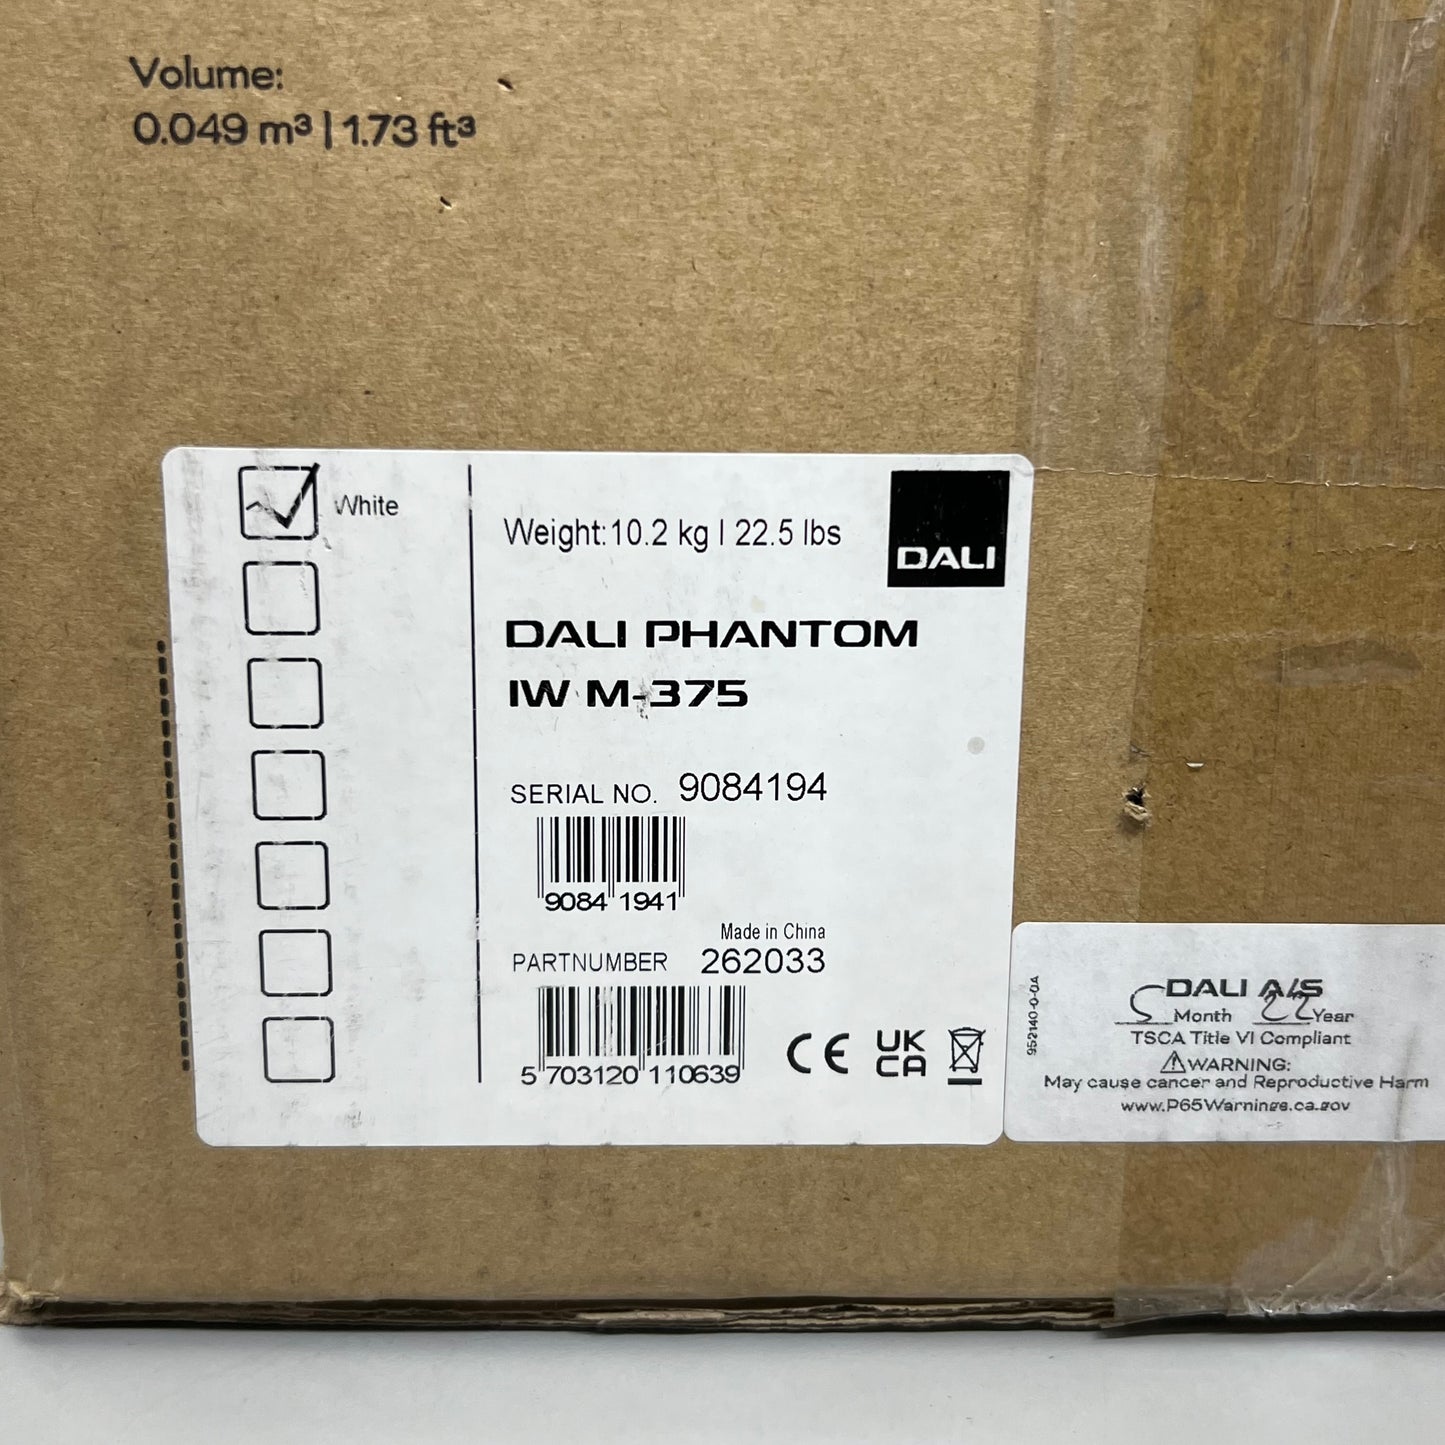 Volume:
0.049 m³ | 1.73 ft³
White
Weight: 10.2 kg | 22.5 lbs
DALI
DALI PHANTOM
IW M-375
SERIAL NO. 9084194
9084 1941
Made in China
PARTNUMBER 262033
5 703120 110639
CE UK CA
952140-0-0A
DALI A/S
5 Month 22 Year
TSCA Title VI Compliant
⚠WARNING:
May cause cancer and Reproductive Harm
www.P65Warnings.ca.gov